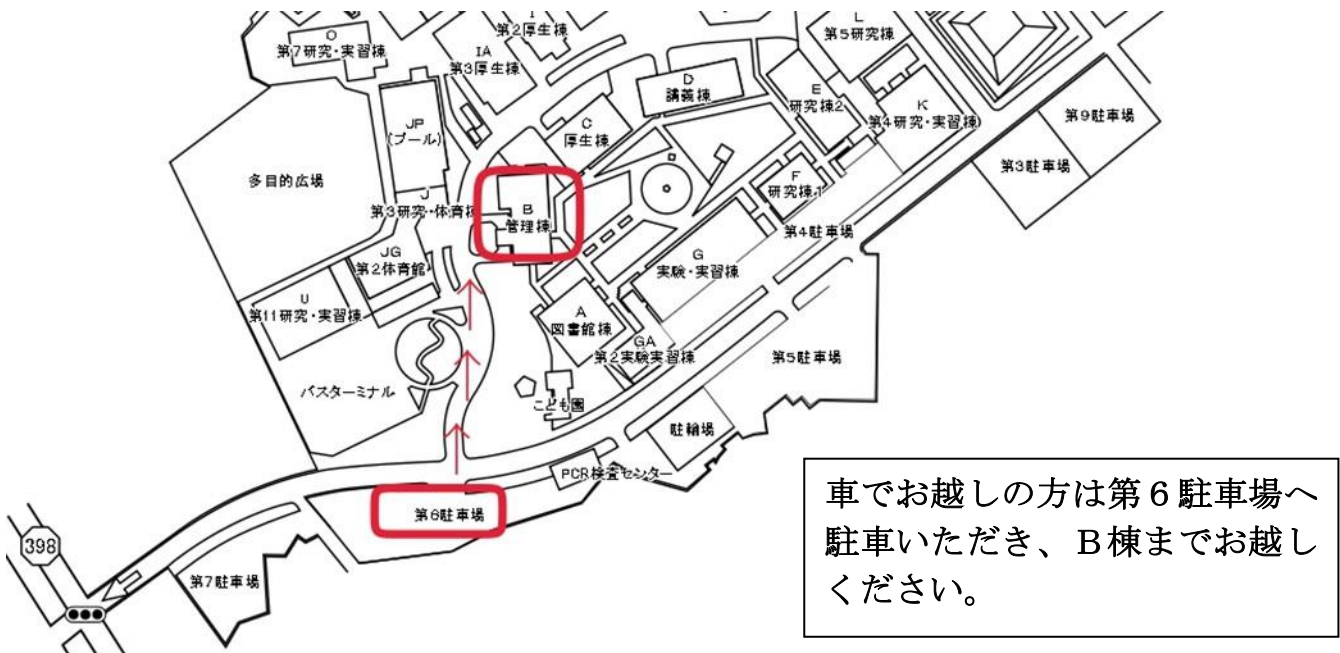 O
第7研究・実習棟
IA
第3厚生棟
I
第2厚生棟
L
第5研究棟
D
講義棟
E
研究棟2
K
第4研究・実習棟
第9駐車場
第3駐車場
JP
(プール)
C
厚生棟
多目的広場
J
第3研究・体育棟
B
管理棟
F
研究棟1
第4駐車場
JG
第2体育館
G
実験・実習棟
U
第11研究・実習棟
A
図書館棟
GA
第2実験実習棟
第5駐車場
バスターミナル
こども園
駐輪場
PCR検査センター
第6駐車場
398
第7駐車場
車でお越しの方は第6駐車場へ
駐車いただき、B棟までお越し
ください。